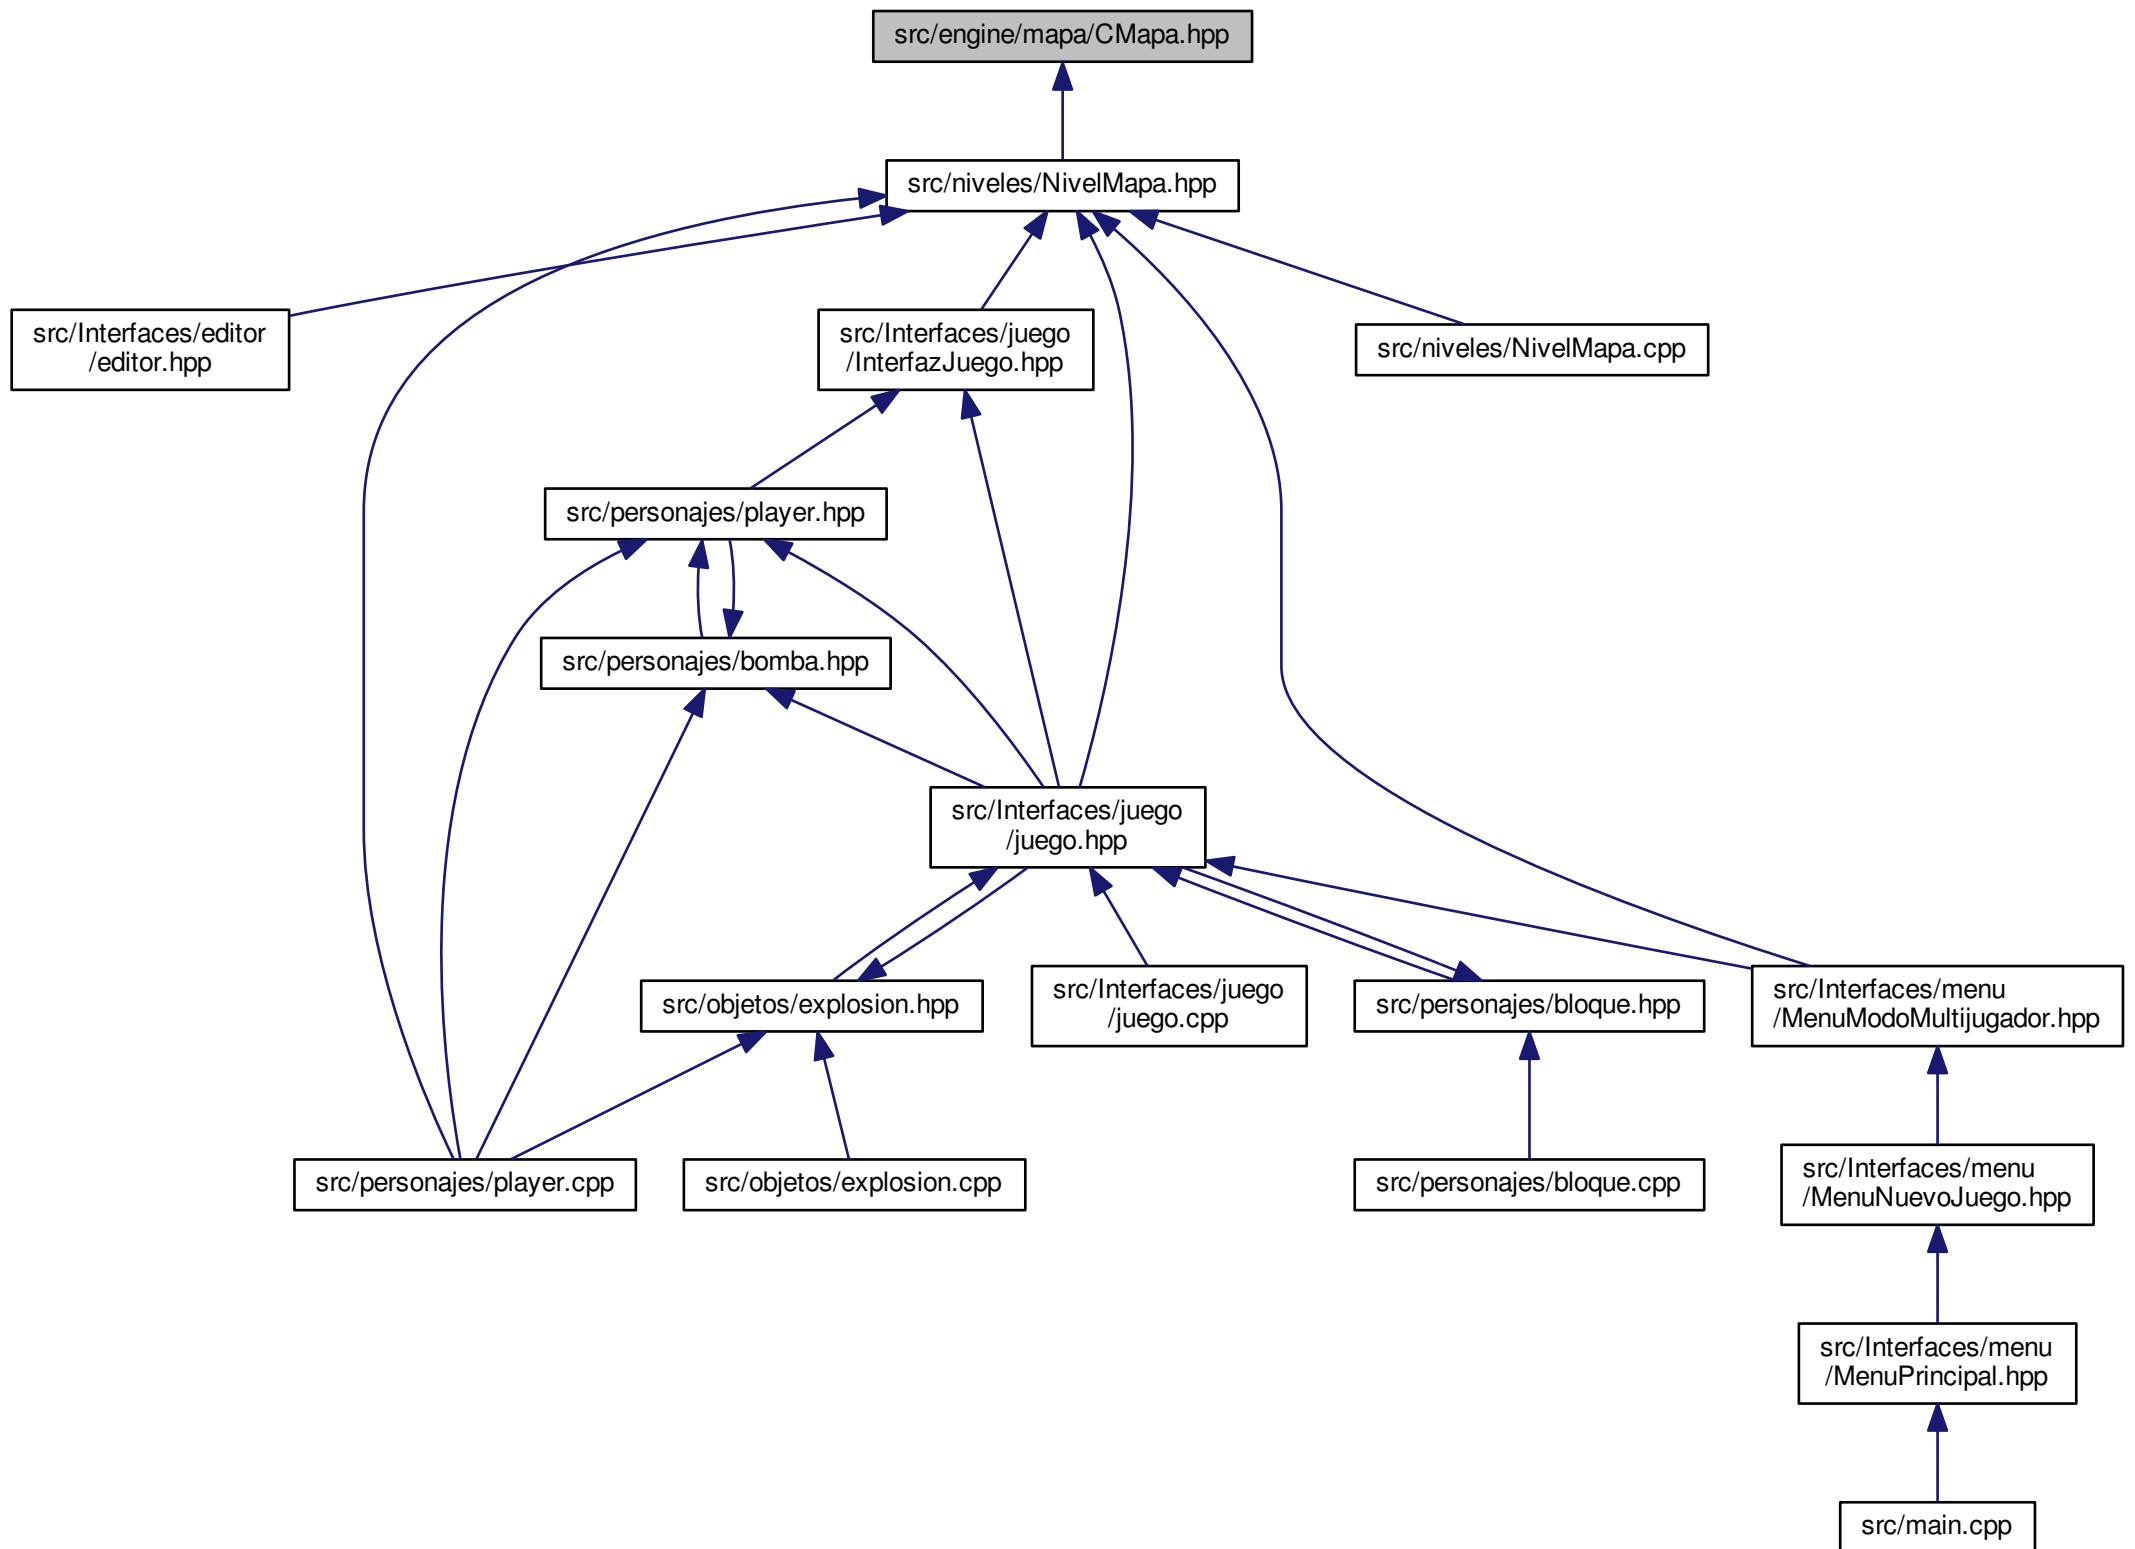 src/engine/mapa/CMapa.hpp
src/niveles/NivelMapa.hpp
src/Interfaces/editor
/editor.hpp
src/Interfaces/juego
/InterfazJuego.hpp
src/niveles/NivelMapa.cpp
src/personajes/player.hpp
src/personajes/bomba.hpp
src/Interfaces/juego
/juego.hpp
src/objetos/explosion.hpp
src/Interfaces/juego
/juego.cpp
src/personajes/bloque.hpp
src/Interfaces/menu
/MenuModoMultijugador.hpp
src/personajes/player.cpp
src/objetos/explosion.cpp
src/personajes/bloque.cpp
src/Interfaces/menu
/MenuNuevoJuego.hpp
src/Interfaces/menu
/MenuPrincipal.hpp
src/main.cpp